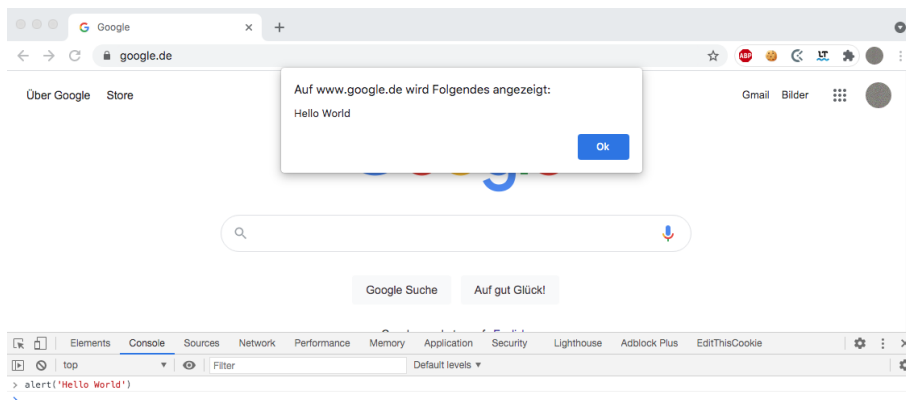 Google
google.de
ABP
Auf www.google.de wird Folgendes angezeigt:
Hello World
Ok
Über Google Store
Gmail Bilder
Google Suche Auf gut Glück!
Elements Console Sources Network Performance Memory Application Security Lighthouse Adblock Plus EditThisCookie
top Filter Default levels
> alert('Hello World')
>